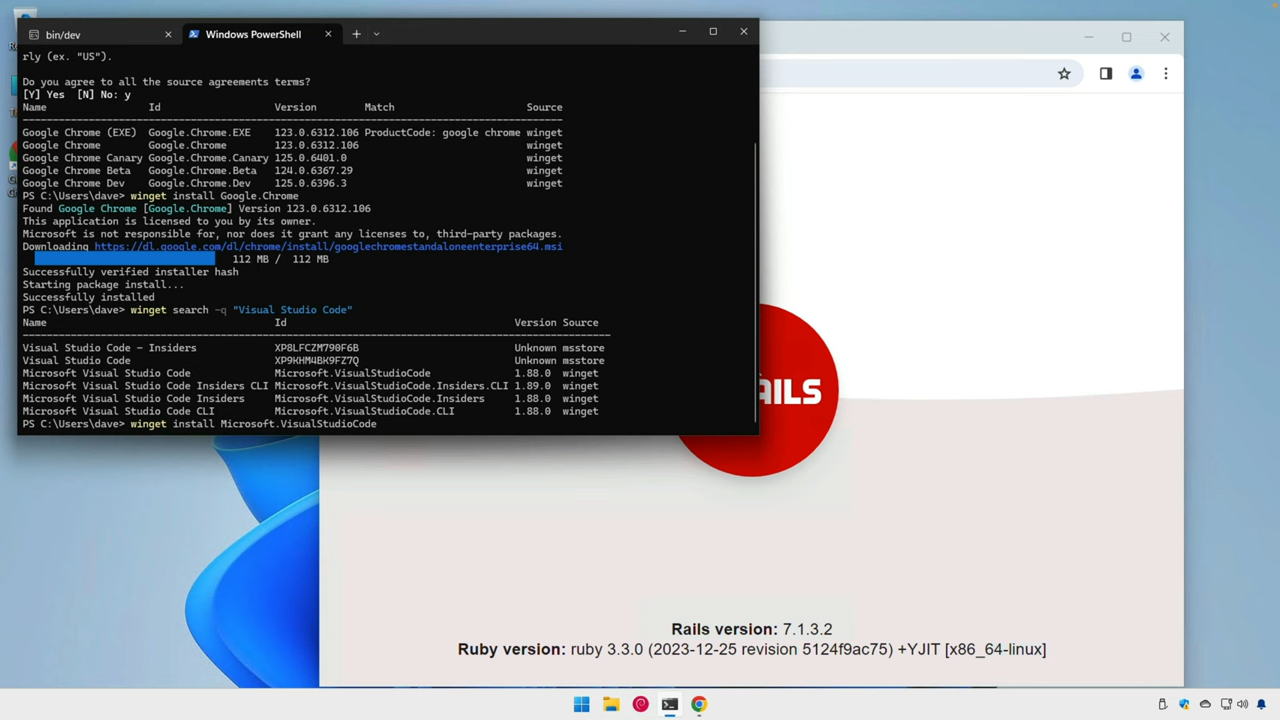 bin/dev
Windows PowerShell
rly (ex. "US").
Do you agree to all the source agreements terms?
[Y] Yes  [N] No: y
Name Id Version Match Source
Google Chrome (EXE) Google.Chrome.EXE 123.0.6312.106 ProductCode: google chrome winget
Google Chrome Google.Chrome 123.0.6312.106 winget
Google Chrome Canary Google.Chrome.Canary 125.0.6401.0 winget
Google Chrome Beta Google.Chrome.Beta 124.0.6367.29 winget
Google Chrome Dev Google.Chrome.Dev 125.0.6396.3 winget
PS C:\Users\dave> winget install Google.Chrome
Found Google Chrome [Google.Chrome] Version 123.0.6312.106
This application is licensed to you by its owner.
Microsoft is not responsible for, nor does it grant any licenses to, third-party packages.
Downloading https://dl.google.com/dl/chrome/install/googlechromestandaloneenterprise64.msi
112 MB / 112 MB
Successfully verified installer hash
Starting package install...
Successfully installed
PS C:\Users\dave> winget search -q "Visual Studio Code"
Name Id Version Source
Visual Studio Code - Insiders XP8LFCZM790F6B Unknown msstore
Visual Studio Code XP9KHM4BK9FZ7Q Unknown msstore
Microsoft Visual Studio Code Microsoft.VisualStudioCode 1.88.0 winget
Microsoft Visual Studio Code Insiders CLI Microsoft.VisualStudioCode.Insiders.CLI 1.89.0 winget
Microsoft Visual Studio Code Insiders Microsoft.VisualStudioCode.Insiders 1.88.0 winget
Microsoft Visual Studio Code CLI Microsoft.VisualStudioCode.CLI 1.88.0 winget
PS C:\Users\dave> winget install Microsoft.VisualStudioCode
AILS
Rails version: 7.1.3.2
Ruby version: ruby 3.3.0 (2023-12-25 revision 5124f9ac75) +YJIT [x86_64-linux]